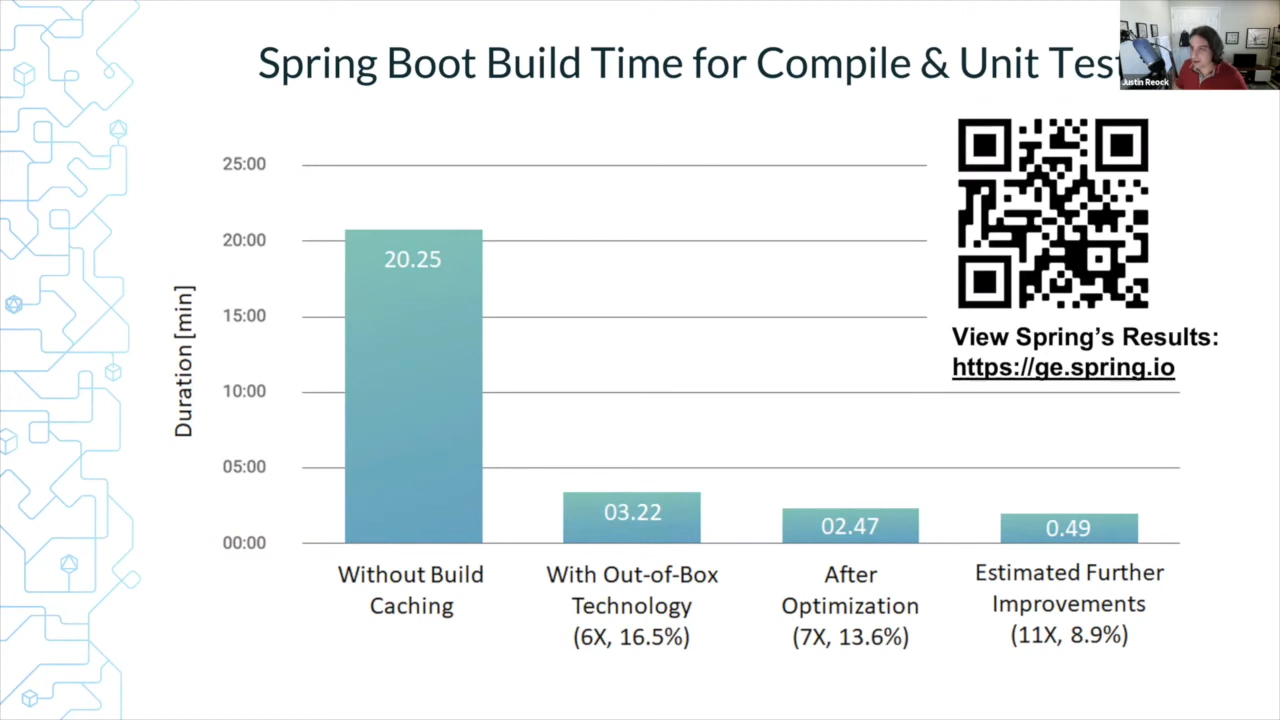 Spring Boot Build Time for Compile & Unit Test
Justin Reock
25:00
20:00
15:00
10:00
05:00
00:00
Duration [min]
20.25
03.22
02.47
0.49
Without Build
Caching
With Out-of-Box
Technology
(6X, 16.5%)
After
Optimization
(7X, 13.6%)
Estimated Further
Improvements
(11X, 8.9%)
View Spring’s Results:
https://ge.spring.io